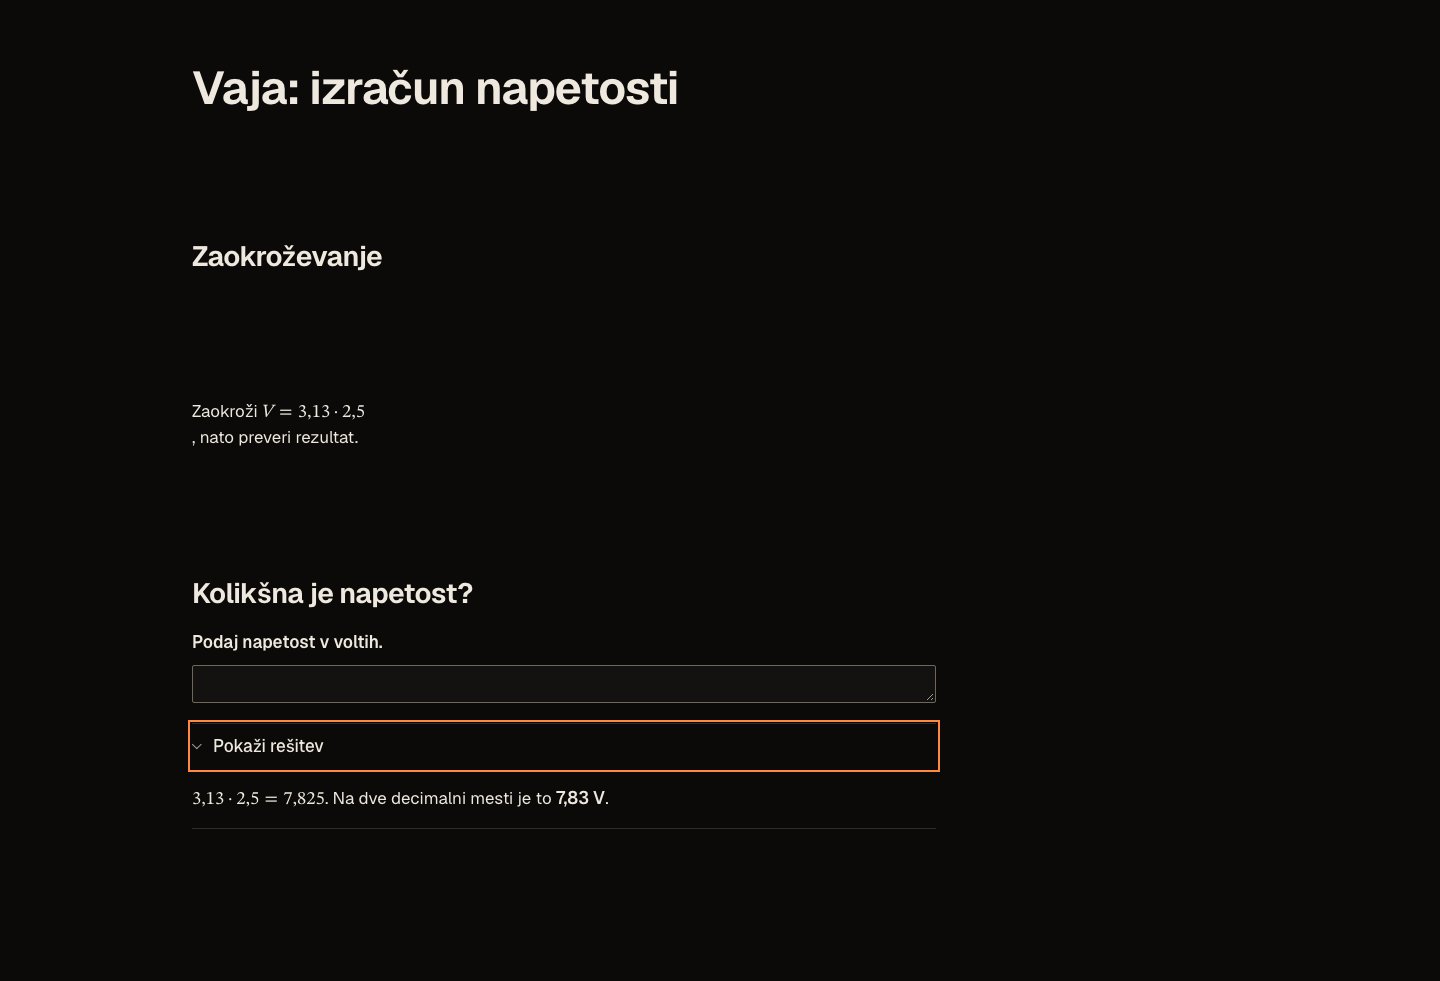 Vaja: izračun napetosti
Zaokroževanje
Zaokroži V = 3,13 · 2,5
, nato preveri rezultat.
Kolikšna je napetost?
Podaj napetost v voltih.
Pokaži rešitev
3,13 · 2,5 = 7,825. Na dve decimalni mesti je to 7,83 V.